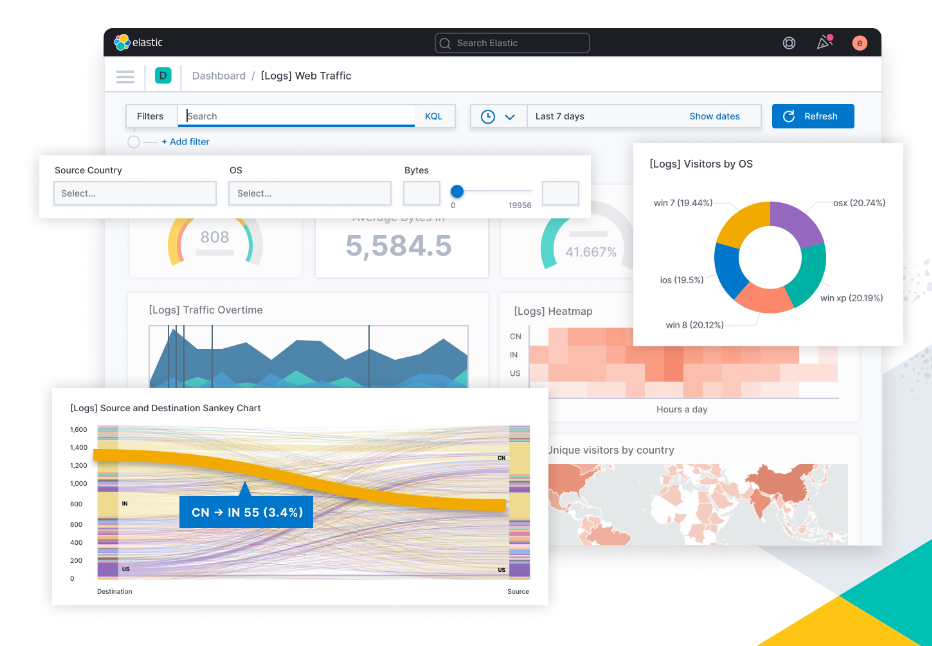 elastic
Search Elastic
e
D
Dashboard / [Logs] Web Traffic
Filters
Search
KQL
Last 7 days
Show dates
Refresh
+ Add filter
Source Country
OS
Bytes
Select...
Select...
0
19956
[Logs] Visitors by OS
win 7 (19.44%)
osx (20.74%)
ios (19.5%)
win xp (20.19%)
win 8 (20.12%)
808
Average Bytes in
5,584.5
41.667%
[Logs] Traffic Overtime
[Logs] Heatmap
CN
IN
US
Hours a day
[Logs] Source and Destination Sankey Chart
1,600
1,400
1,200
1,000
800
600
400
200
0
CN
IN
US
US
CN → IN 55 (3.4%)
Destination
Source
Unique visitors by country